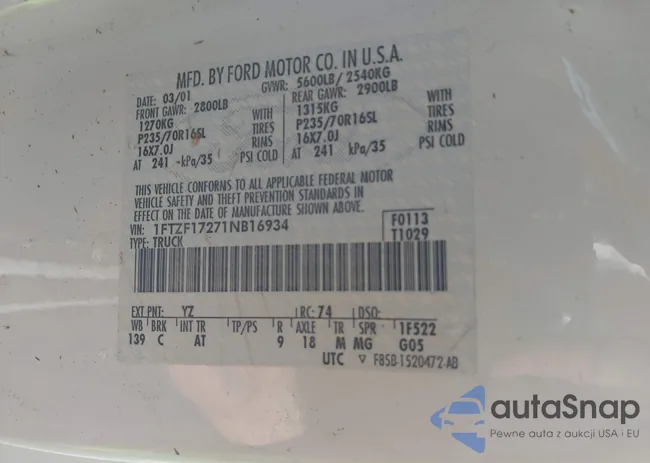 MFD. BY FORD MOTOR CO. IN U.S.A.
DATE: 03/01 GVWR: 5600LB/ 2540KG
FRONT GAWR: 2800LB REAR GAWR: 2900LB
1270KG WITH 1315KG WITH
P235/70R16SL TIRES P235/70R16SL TIRES
16X7.0J RIMS 16X7.0J RIMS
AT 241 kPa/35 PSI COLD AT 241 kPa/35 PSI COLD
THIS VEHICLE CONFORMS TO ALL APPLICABLE FEDERAL MOTOR
VEHICLE SAFETY AND THEFT PREVENTION STANDARDS IN
EFFECT ON THE DATE OF MANUFACTURE SHOWN ABOVE.
VIN: 1FTZF17271NB16934 F0113
TYPE: TRUCK T1029
EXT PNT: YZ RC: 74 DSO:
WB BRK INT TR TP/PS R AXLE TR SPR 1F522
139 C AT 9 18 M MG G05
UTC ▽ F85B-1520472-AB
autaSnap
Pewne auta z aukcji USA i EU